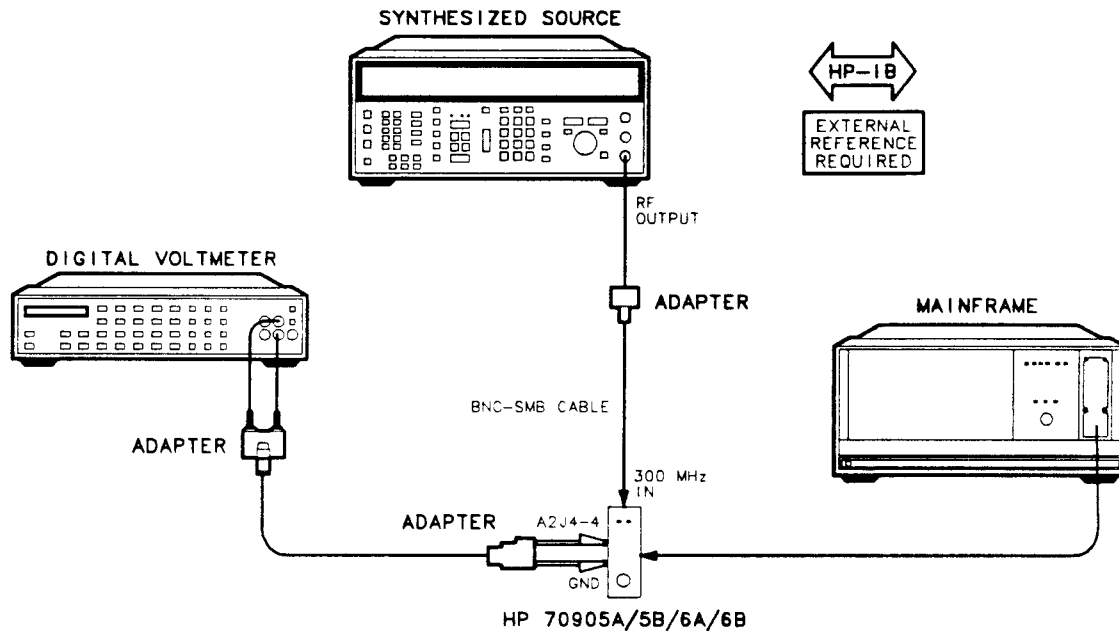 SYNTHESIZED SOURCE
HP-IB
EXTERNAL
REFERENCE
REQUIRED
RF
OUTPUT
DIGITAL VOLTMETER
ADAPTER
MAINFRAME
BNC-SMB CABLE
ADAPTER
300 MHz
IN
ADAPTER
A2J4-4
GND
HP 70905A/5B/6A/6B